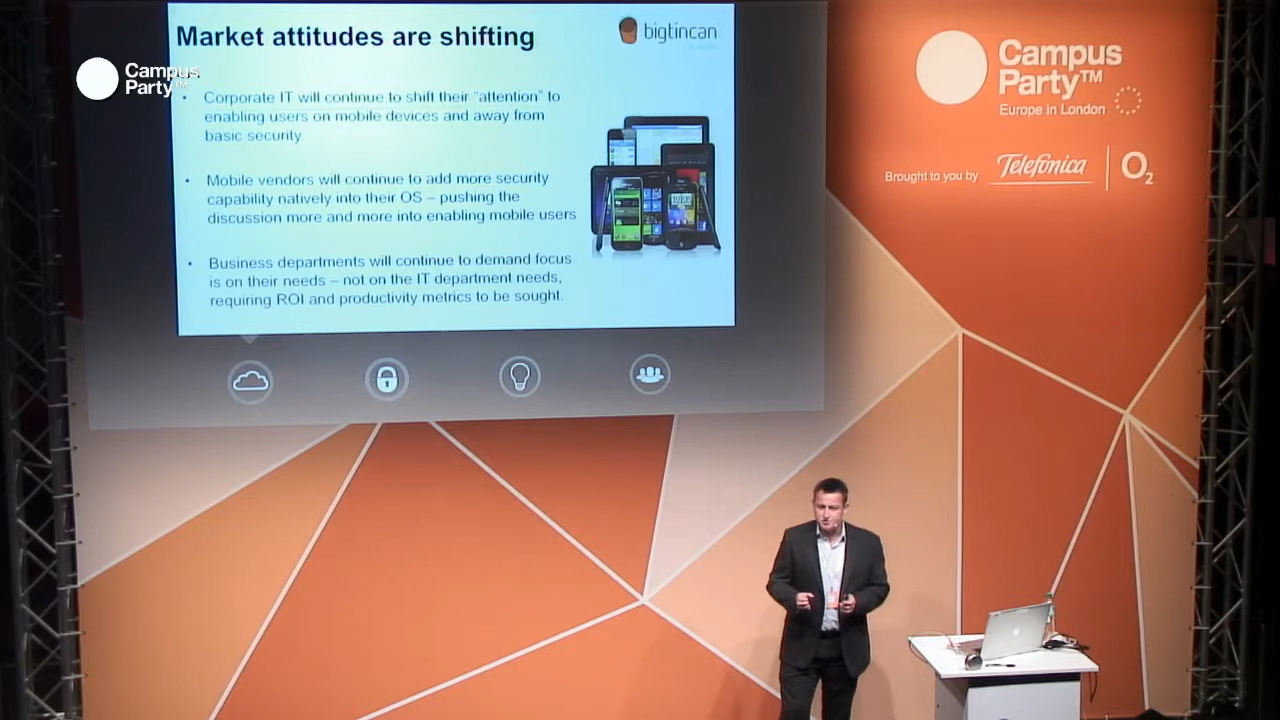 Market attitudes are shifting
bigtincan
Campus
Party™
• Corporate IT will continue to shift their "attention" to
enabling users on mobile devices and away from
basic security
• Mobile vendors will continue to add more security
capability natively into their OS – pushing the
discussion more and more into enabling mobile users
• Business departments will continue to demand focus
is on their needs – not on the IT department needs,
requiring ROI and productivity metrics to be sought.
Campus
Party™
Europe in London
Brought to you by Telefónica O2